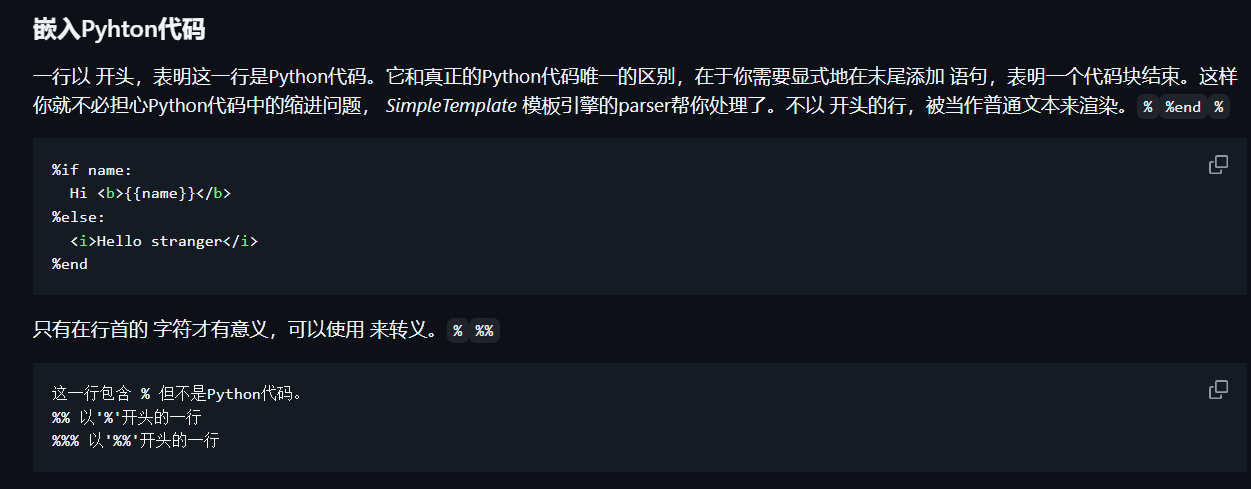 嵌入Pyhton代码
一行以 开头，表明这一行是Python代码。它和真正的Python代码唯一的区别，在于你需要显式地在末尾添加 语句，表明一个代码块结束。这样
你就不必担心Python代码中的缩进问题， SimpleTemplate 模板引擎的parser帮你处理了。不以 开头的行，被当作普通文本来渲染。 % %end %
%if name:
  Hi <b>{{name}}</b>
%else:
  <i>Hello stranger</i>
%end
只有在行首的 字符才有意义，可以使用 来转义。 % %%
这一行包含 % 但不是Python代码。
%% 以'%'开头的一行
%%% 以'%%'开头的一行